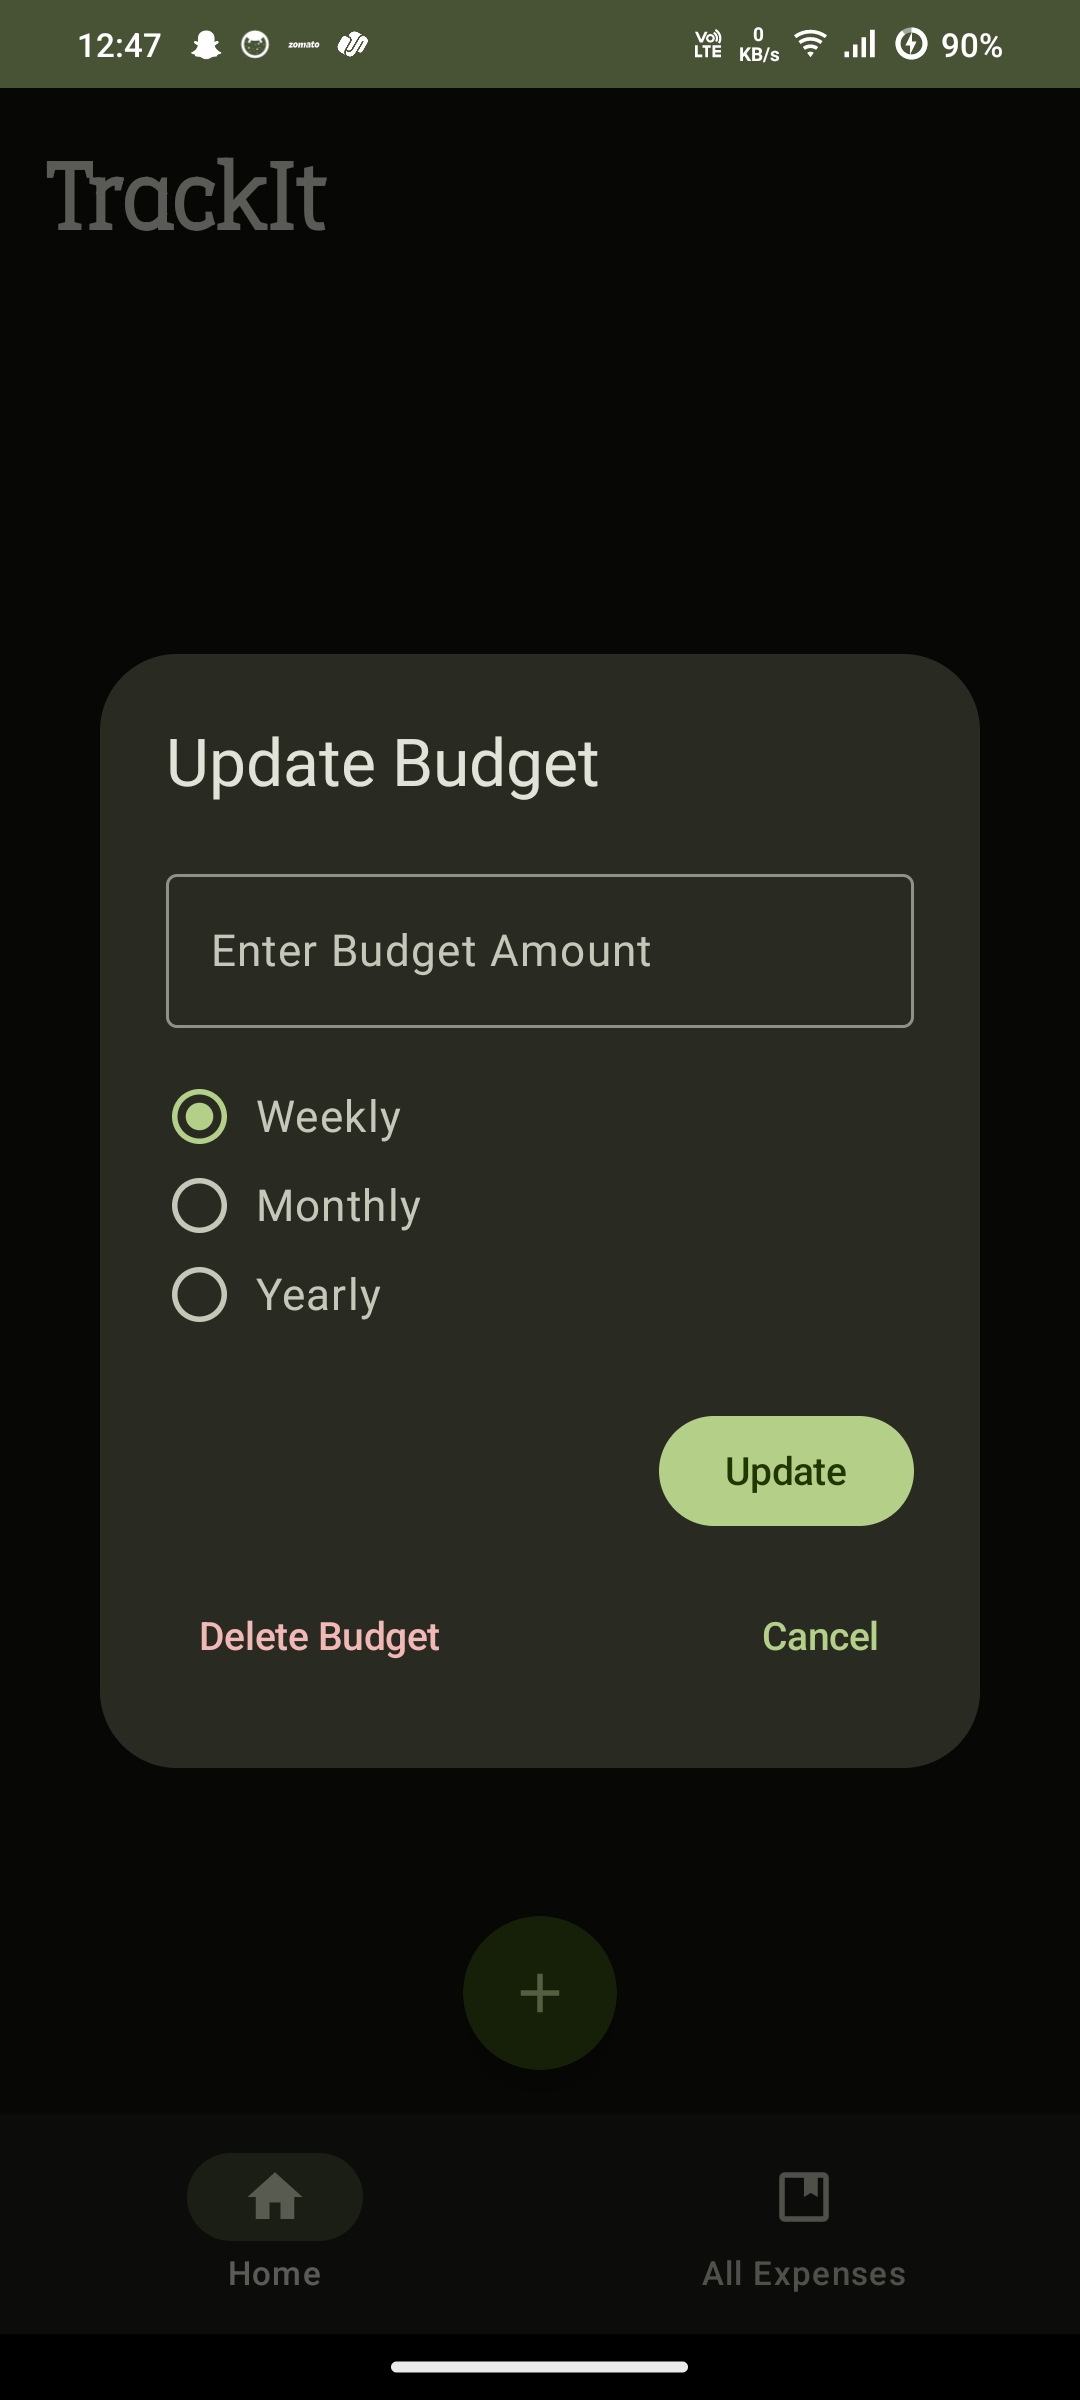 12:47 zomato Vo) LTE 0 KB/s 90%
TrackIt
Update Budget
Enter Budget Amount
Weekly
Monthly
Yearly
Update
Delete Budget Cancel
Home All Expenses